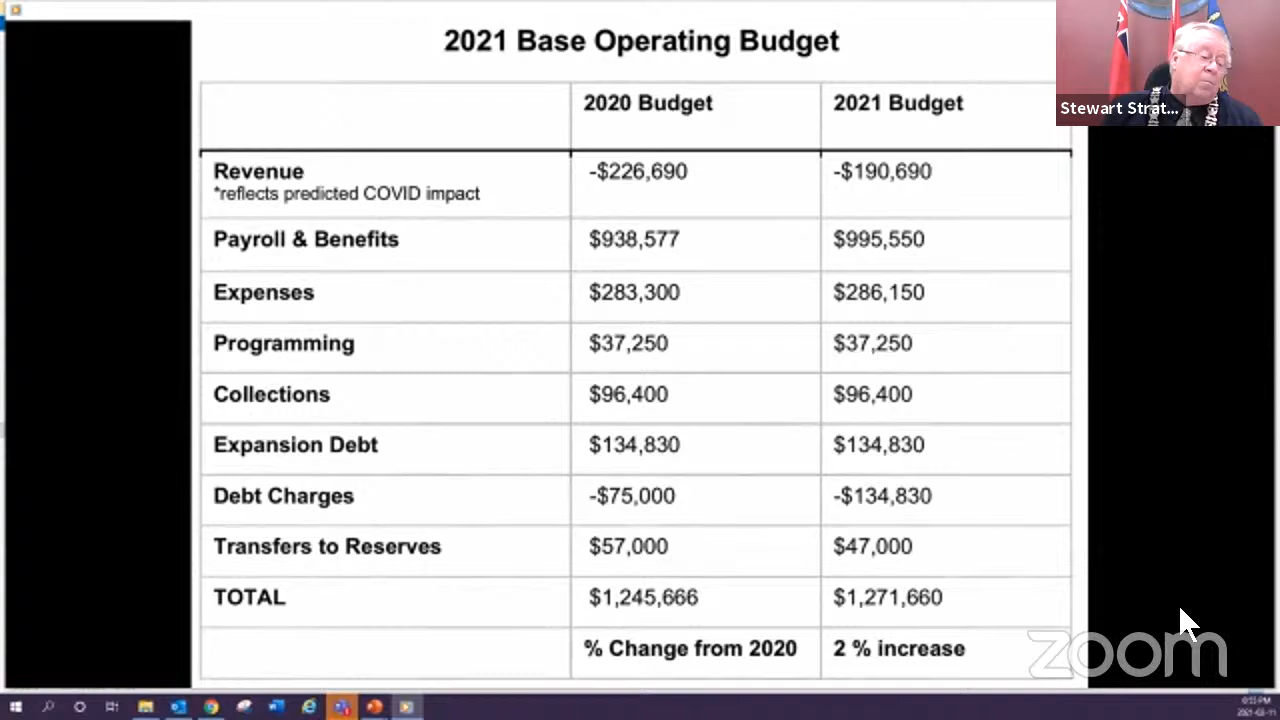 2021 Base Operating Budget
2020 Budget 2021 Budget
Stewart Strat...
Revenue -$226,690 -$190,690
*reflects predicted COVID impact
Payroll & Benefits $938,577 $995,550
Expenses $283,300 $286,150
Programming $37,250 $37,250
Collections $96,400 $96,400
Expansion Debt $134,830 $134,830
Debt Charges -$75,000 -$134,830
Transfers to Reserves $57,000 $47,000
TOTAL $1,245,666 $1,271,660
% Change from 2020 2 % increase
zoom